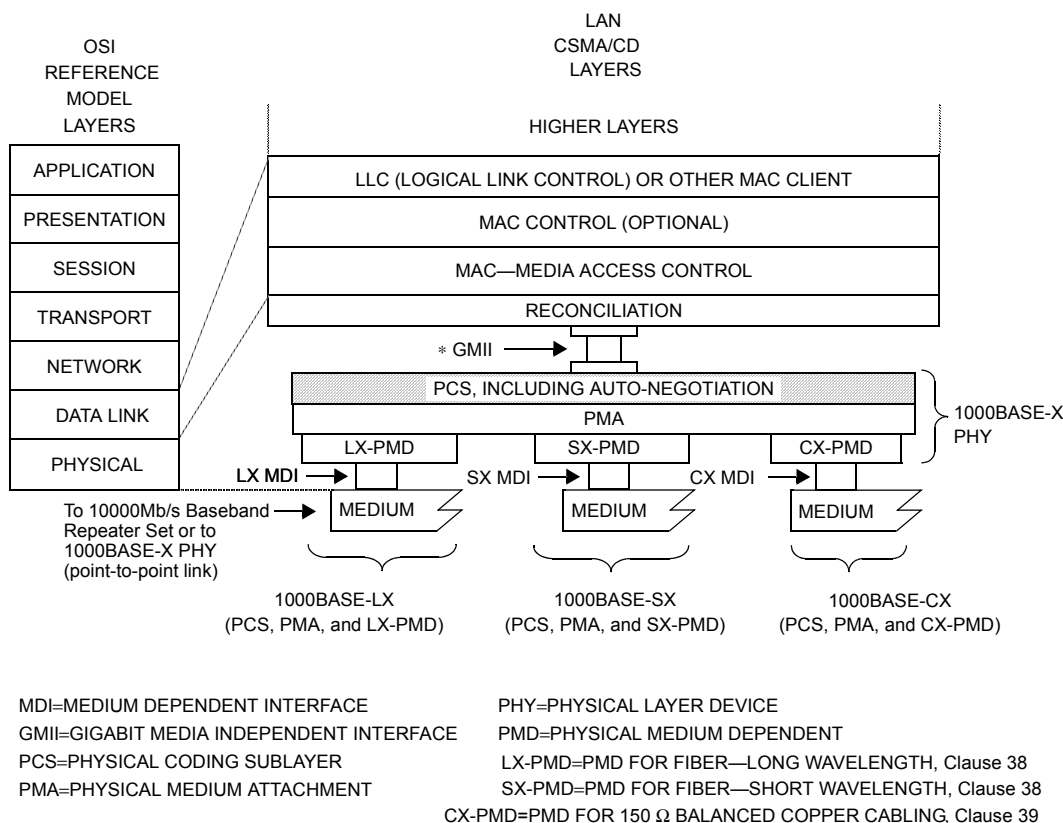 LAN
CSMA/CD
LAYERS
OSI
REFERENCE
MODEL
LAYERS
HIGHER LAYERS
APPLICATION
PRESENTATION
SESSION
TRANSPORT
NETWORK
DATA LINK
PHYSICAL
LLC (LOGICAL LINK CONTROL) OR OTHER MAC CLIENT
MAC CONTROL (OPTIONAL)
MAC—MEDIA ACCESS CONTROL
RECONCILIATION
* GMII
PCS, INCLUDING AUTO-NEGOTIATION
PMA
1000BASE-X
PHY
LX-PMD
SX-PMD
CX-PMD
LX MDI
SX MDI
CX MDI
To 10000Mb/s Baseband
Repeater Set or to
1000BASE-X PHY
(point-to-point link)
MEDIUM
MEDIUM
MEDIUM
1000BASE-LX
(PCS, PMA, and LX-PMD)
1000BASE-SX
(PCS, PMA, and SX-PMD)
1000BASE-CX
(PCS, PMA, and CX-PMD)
MDI=MEDIUM DEPENDENT INTERFACE
GMII=GIGABIT MEDIA INDEPENDENT INTERFACE
PCS=PHYSICAL CODING SUBLAYER
PMA=PHYSICAL MEDIUM ATTACHMENT
PHY=PHYSICAL LAYER DEVICE
PMD=PHYSICAL MEDIUM DEPENDENT
LX-PMD=PMD FOR FIBER—LONG WAVELENGTH, Clause 38
SX-PMD=PMD FOR FIBER—SHORT WAVELENGTH, Clause 38
CX-PMD=PMD FOR 150 Ω BALANCED COPPER CABLING, Clause 39